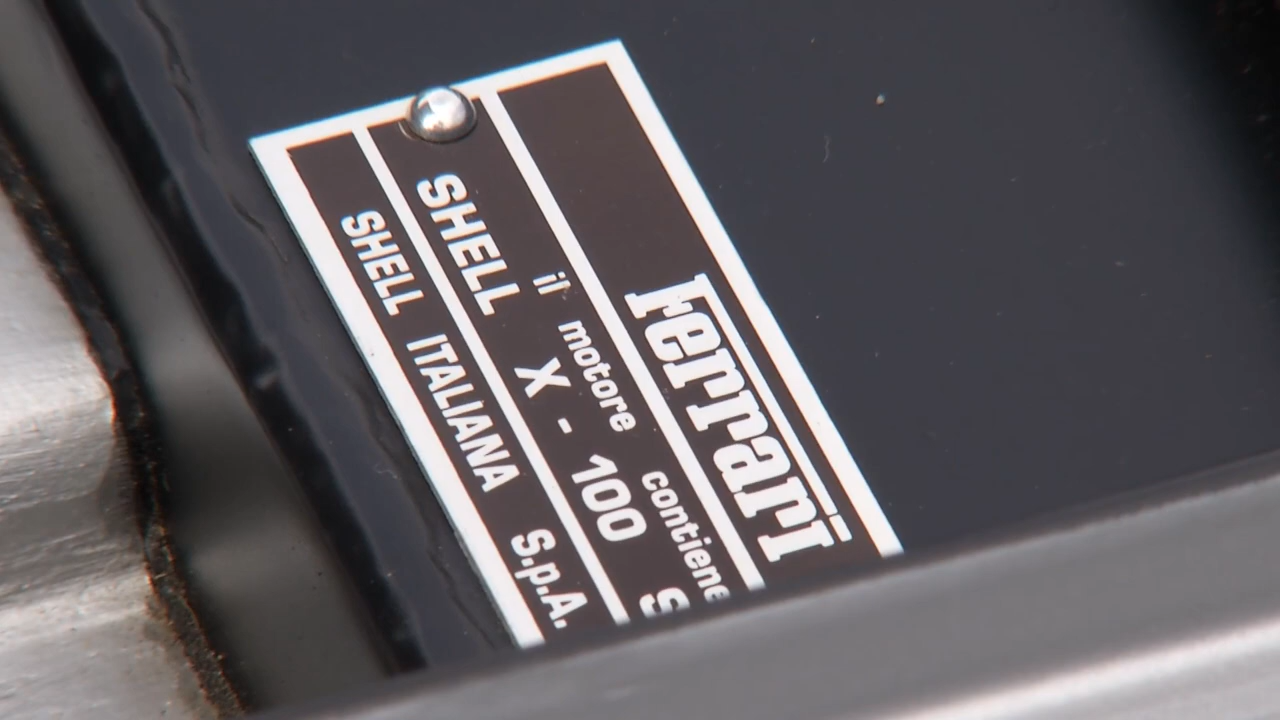 Ferrari
il motore contiene
SHELL X - 100 S
SHELL ITALIANA S.p.A.